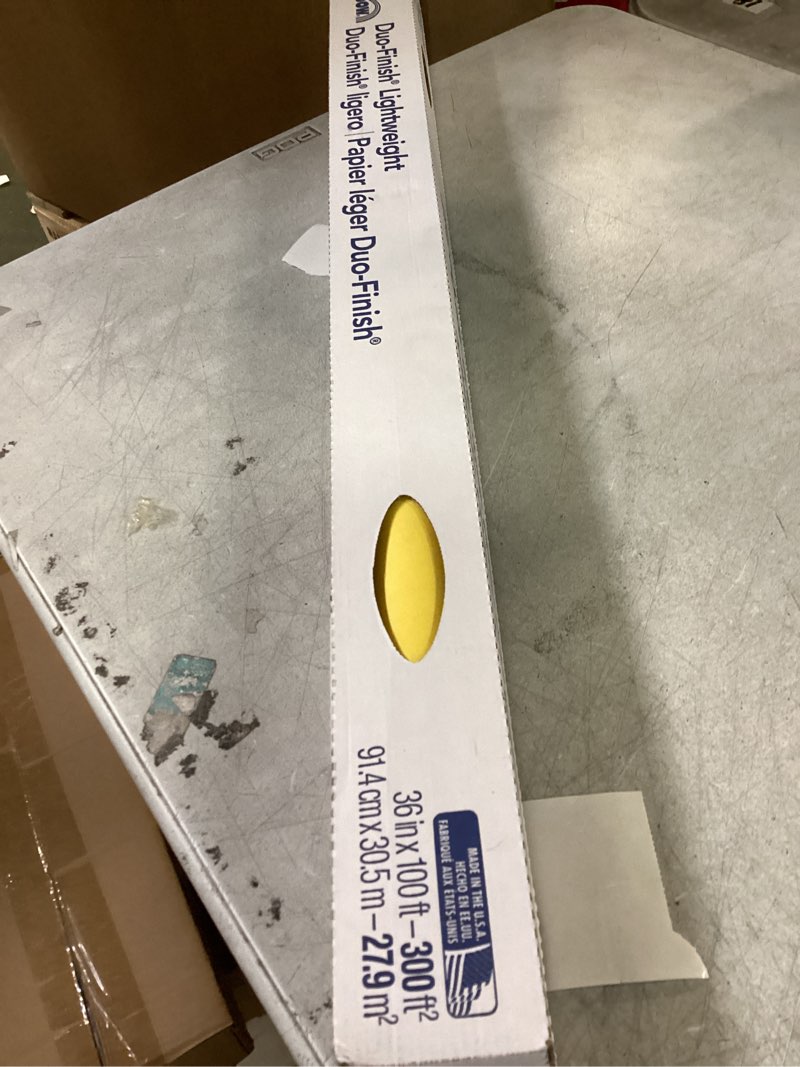 Duo-Finish® Lightweight
Duo-Finish® ligero | Papier léger Duo-Finish®
36 in x 100 ft – 300 ft²
91.4 cm x 30.5 m – 27.9 m²
MADE IN THE U.S.A.
HECHO EN EE.UU.
FABRIQUÉ AUX ÉTATS-UNIS
PDG